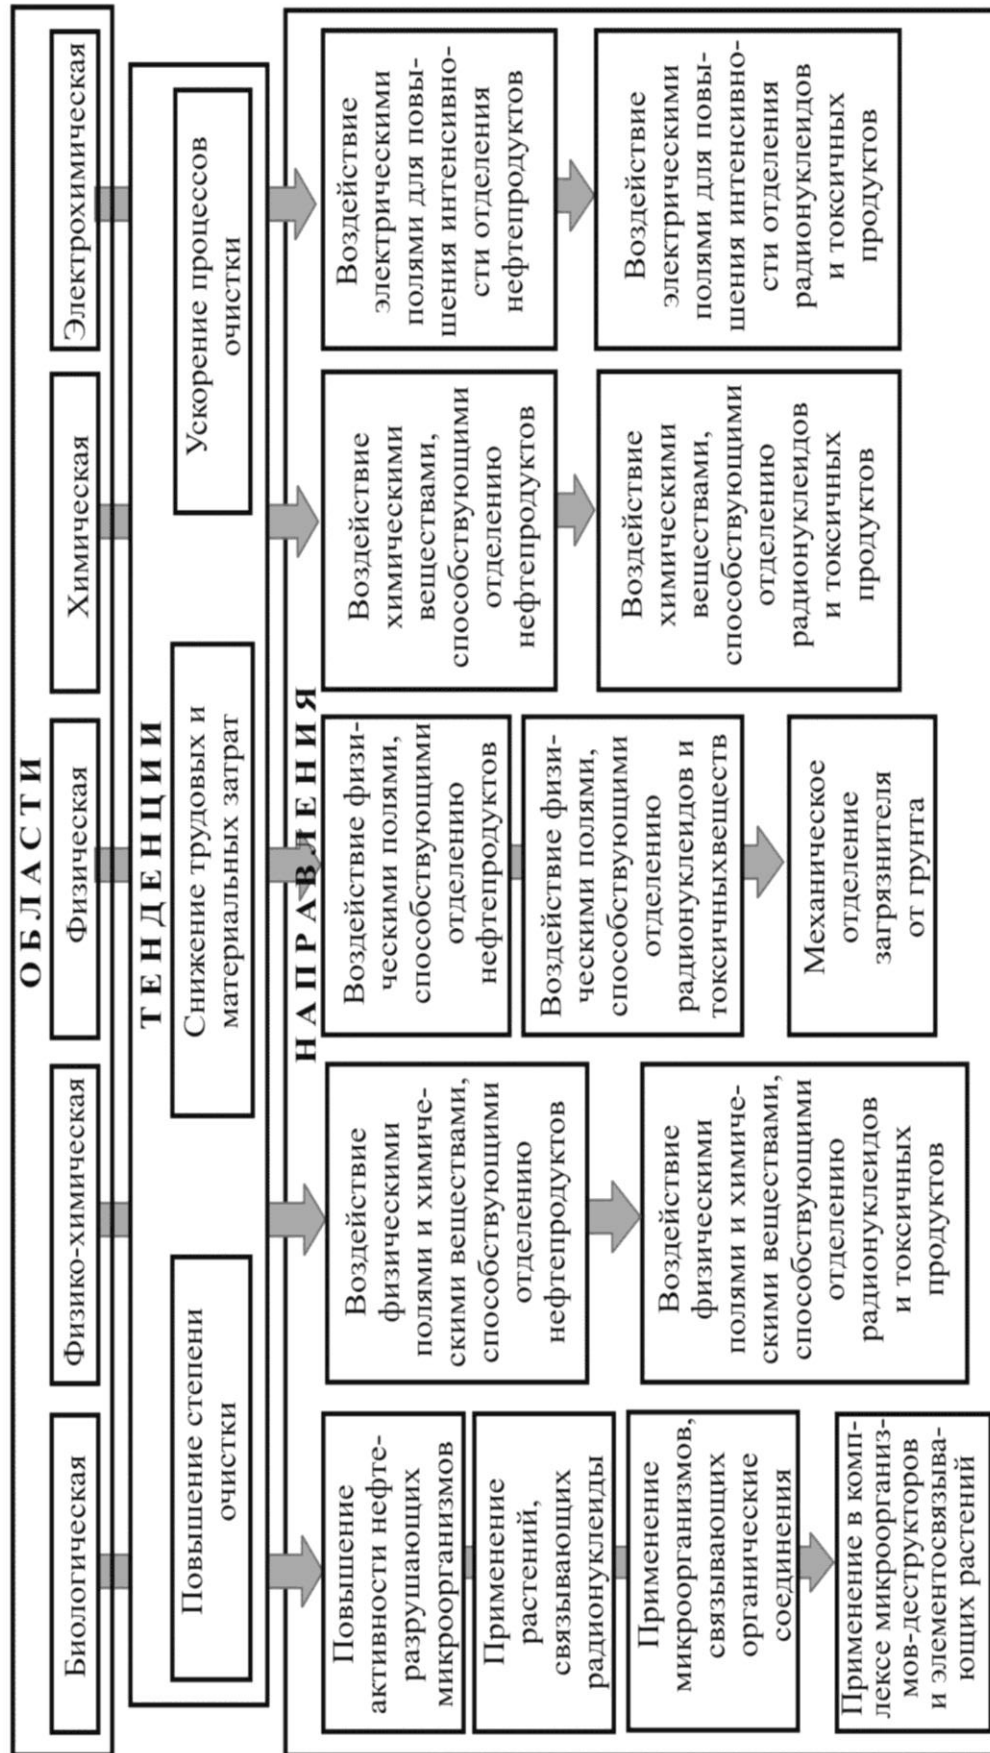 ОБЛАСТИ
Биологическая
Физико-химическая
Физическая
Химическая
Электрохимическая
ТЕНДЕНЦИИ
Повышение степени
очистки
Снижение трудовых и
материальных затрат
Ускорение процессов
очистки
НАПРАВЛЕНИЯ
Повышение
активности нефте-
разрушающих
микроорганизмов
Применение
растений,
связывающих
радионуклеиды
Применение
микроорганизмов,
связывающих
органические
соединения
Применение в комп-
лексе микроорганиз-
мов-деструкторов
и элементосвязыва-
ющих растений
Воздействие
физическими
полями и химиче-
скими веществами,
способствующими
отделению
нефтепродуктов
Воздействие
физическими
полями и химиче-
скими веществами,
способствующими
отделению
радионуклеидов
и токсичных
продуктов
Воздействие физи-
ческими полями,
способствующими
отделению
нефтепродуктов
Воздействие физи-
ческими полями,
способствующими
отделению
радионуклеидов и
токсичныхвеществ
Механическое
отделение
загрязнителя
от грунта
Воздействие
химическими
веществами,
способствующими
отделению
нефтепродуктов
Воздействие
химическими
веществами,
способствующими
отделению
радионуклеидов
и токсичных
продуктов
Воздействие
электрическими
полями для повы-
шения интенсивно-
сти отделения
нефтепродуктов
Воздействие
электрическими
полями для повы-
шения интенсивно-
сти отделения
радионуклеидов
и токсичных
продуктов